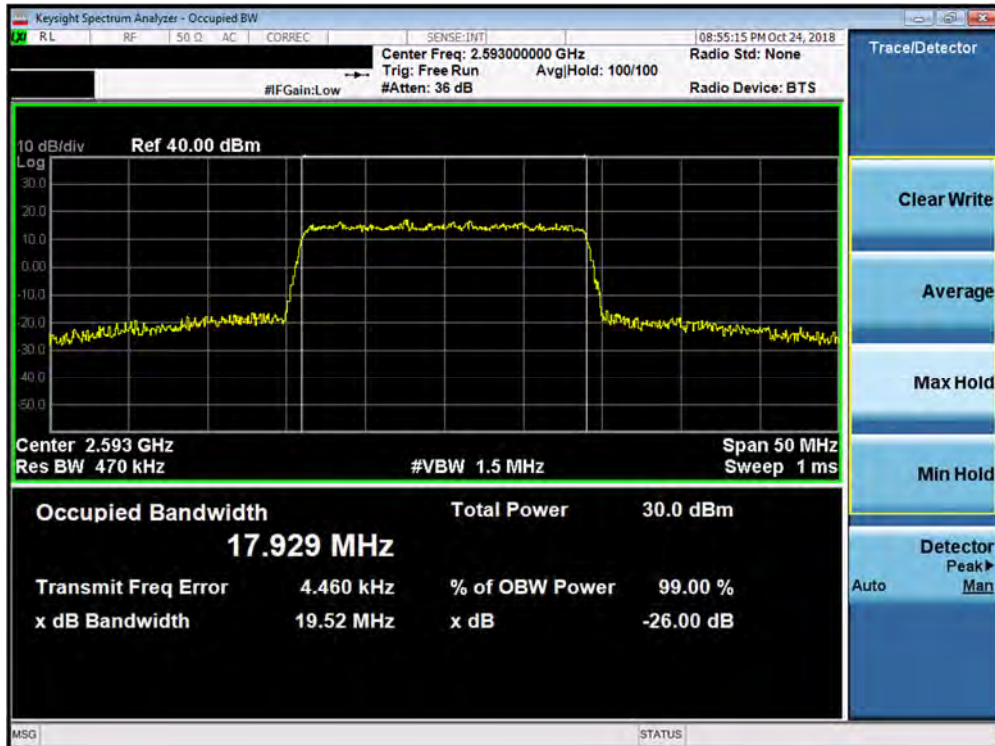 Keysight Spectrum Analyzer - Occupied BW
LXI RL RF 50 Ω AC CORREC SENSE:INT 08:55:15 PM Oct 24, 2018
Center Freq: 2.593000000 GHz Radio Std: None
Trig: Free Run Avg|Hold: 100/100
#IFGain:Low #Atten: 36 dB Radio Device: BTS
Trace/Detector
10 dB/div Ref 40.00 dBm
Log
30.0
20.0
10.0
0.00
-10.0
-20.0
-30.0
-40.0
-50.0
Center 2.593 GHz Span 50 MHz
Res BW 470 kHz #VBW 1.5 MHz Sweep 1 ms
Occupied Bandwidth Total Power 30.0 dBm
17.929 MHz
Transmit Freq Error 4.460 kHz % of OBW Power 99.00 %
x dB Bandwidth 19.52 MHz x dB -26.00 dB
Clear Write
Average
Max Hold
Min Hold
Detector
Peak
Auto Man
MSG STATUS